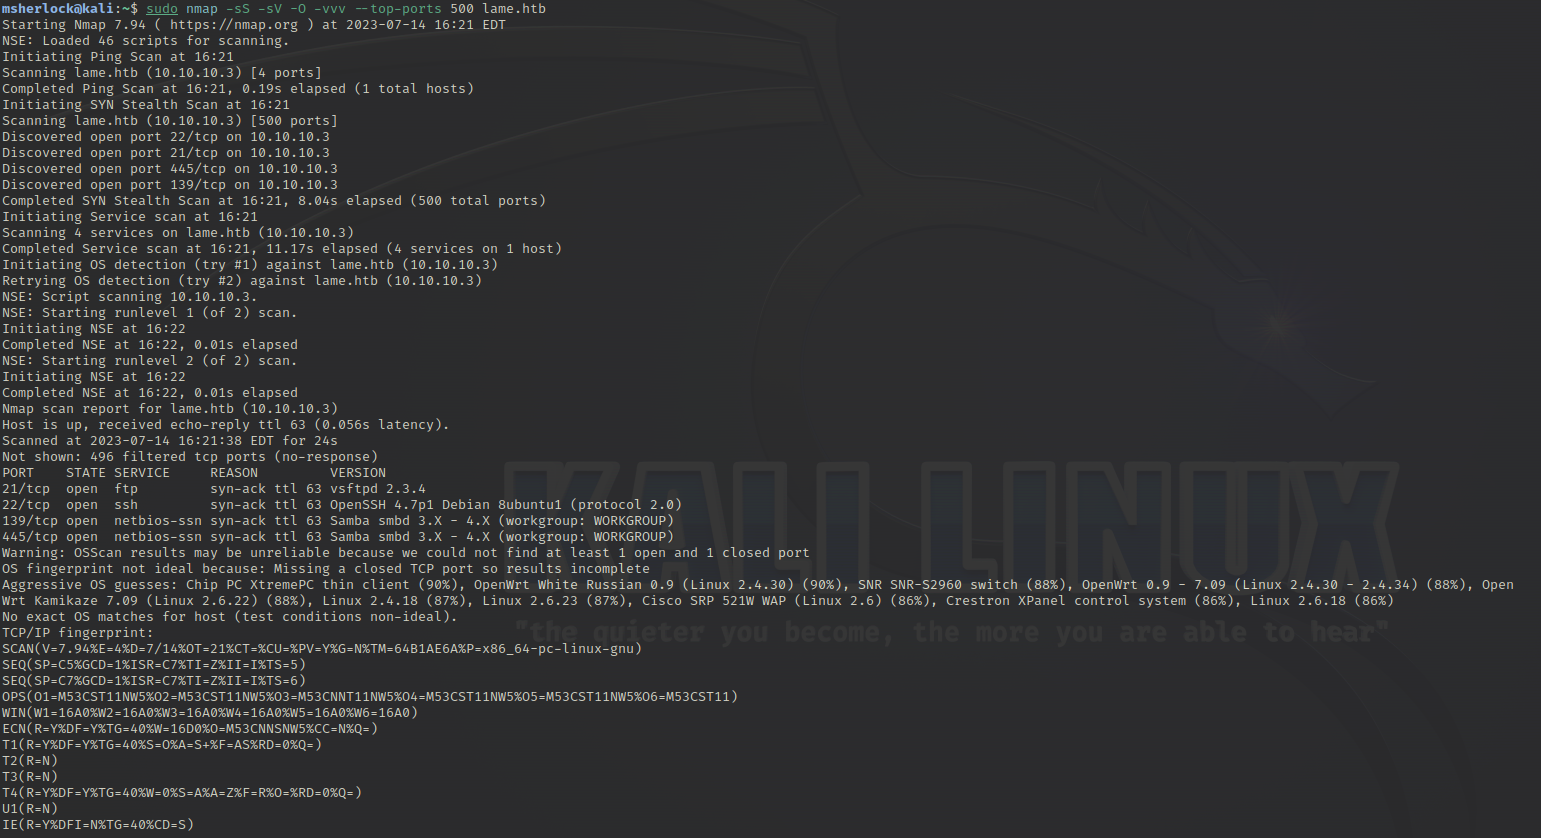 msherlock@kali:~$ sudo nmap -sS -sV -O -vvv --top-ports 500 lame.htb
Starting Nmap 7.94 ( https://nmap.org ) at 2023-07-14 16:21 EDT
NSE: Loaded 46 scripts for scanning.
Initiating Ping Scan at 16:21
Scanning lame.htb (10.10.10.3) [4 ports]
Completed Ping Scan at 16:21, 0.19s elapsed (1 total hosts)
Initiating SYN Stealth Scan at 16:21
Scanning lame.htb (10.10.10.3) [500 ports]
Discovered open port 22/tcp on 10.10.10.3
Discovered open port 21/tcp on 10.10.10.3
Discovered open port 445/tcp on 10.10.10.3
Discovered open port 139/tcp on 10.10.10.3
Completed SYN Stealth Scan at 16:21, 8.04s elapsed (500 total ports)
Initiating Service scan at 16:21
Scanning 4 services on lame.htb (10.10.10.3)
Completed Service scan at 16:21, 11.17s elapsed (4 services on 1 host)
Initiating OS detection (try #1) against lame.htb (10.10.10.3)
Retrying OS detection (try #2) against lame.htb (10.10.10.3)
NSE: Script scanning 10.10.10.3.
NSE: Starting runlevel 1 (of 2) scan.
Initiating NSE at 16:22
Completed NSE at 16:22, 0.01s elapsed
NSE: Starting runlevel 2 (of 2) scan.
Initiating NSE at 16:22
Completed NSE at 16:22, 0.01s elapsed
Nmap scan report for lame.htb (10.10.10.3)
Host is up, received echo-reply ttl 63 (0.056s latency).
Scanned at 2023-07-14 16:21:38 EDT for 24s
Not shown: 496 filtered tcp ports (no-response)
PORT    STATE SERVICE     REASON         VERSION
21/tcp  open  ftp         syn-ack ttl 63 vsftpd 2.3.4
22/tcp  open  ssh         syn-ack ttl 63 OpenSSH 4.7p1 Debian 8ubuntu1 (protocol 2.0)
139/tcp open  netbios-ssn syn-ack ttl 63 Samba smbd 3.X - 4.X (workgroup: WORKGROUP)
445/tcp open  netbios-ssn syn-ack ttl 63 Samba smbd 3.X - 4.X (workgroup: WORKGROUP)
Warning: OSScan results may be unreliable because we could not find at least 1 open and 1 closed port
OS fingerprint not ideal because: Missing a closed TCP port so results incomplete
Aggressive OS guesses: Chip PC XtremePC thin client (90%), OpenWrt White Russian 0.9 (Linux 2.4.30) (90%), SNR SNR-S2960 switch (88%), OpenWrt 0.9 - 7.09 (Linux 2.4.30 - 2.4.34) (88%), Open
Wrt Kamikaze 7.09 (Linux 2.6.22) (88%), Linux 2.4.18 (87%), Linux 2.6.23 (87%), Cisco SRP 521W WAP (Linux 2.6) (86%), Crestron XPanel control system (86%), Linux 2.6.18 (86%)
No exact OS matches for host (test conditions non-ideal).
TCP/IP fingerprint:
SCAN(V=7.94%E=4%D=7/14%OT=21%CT=%CU=%PV=Y%G=N%TM=64B1AE6A%P=x86_64-pc-linux-gnu)
SEQ(SP=C5%GCD=1%ISR=C7%TI=Z%II=I%TS=5)
SEQ(SP=C7%GCD=1%ISR=C7%TI=Z%II=I%TS=6)
OPS(O1=M53CST11NW5%O2=M53CST11NW5%O3=M53CNNT11NW5%O4=M53CST11NW5%O5=M53CST11NW5%O6=M53CST11)
WIN(W1=16A0%W2=16A0%W3=16A0%W4=16A0%W5=16A0%W6=16A0)
ECN(R=Y%DF=Y%TG=40%W=16D0%O=M53CNNSNW5%CC=N%Q=)
T1(R=Y%DF=Y%TG=40%S=O%A=S+%F=AS%RD=0%Q=)
T2(R=N)
T3(R=N)
T4(R=Y%DF=Y%TG=40%W=0%S=A%A=Z%F=R%O=%RD=0%Q=)
U1(R=N)
IE(R=Y%DFI=N%TG=40%CD=S)
KALI LINUX
"the quieter you become, the more you are able to hear"